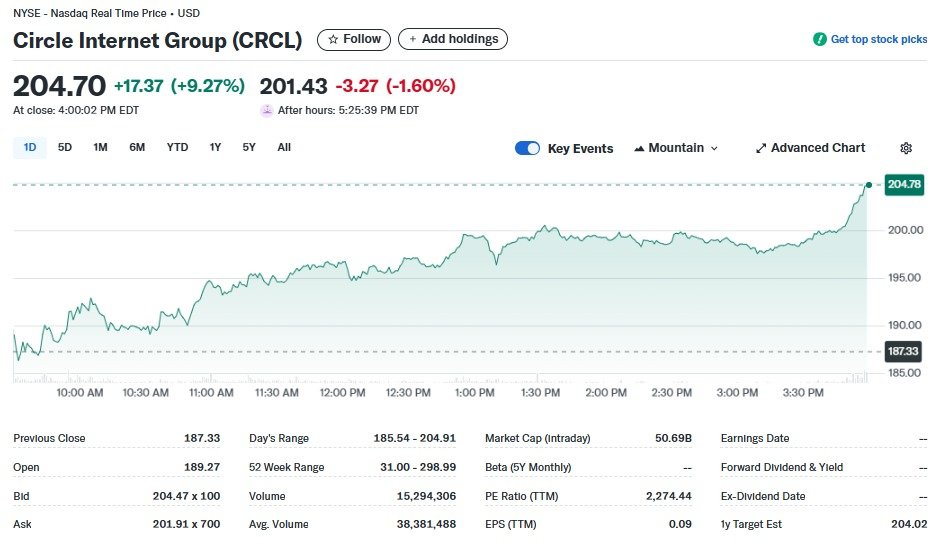 NYSE - Nasdaq Real Time Price • USD
Circle Internet Group (CRCL) Follow + Add holdings Get top stock picks
204.70 +17.37 (+9.27%) 201.43 -3.27 (-1.60%)
At close: 4:00:02 PM EDT After hours: 5:25:39 PM EDT
1D 5D 1M 6M YTD 1Y 5Y All Key Events Mountain Advanced Chart
204.78
200.00
195.00
190.00
187.33
185.00
10:00 AM 10:30 AM 11:00 AM 11:30 AM 12:00 PM 12:30 PM 1:00 PM 1:30 PM 2:00 PM 2:30 PM 3:00 PM 3:30 PM
Previous Close 187.33 Day's Range 185.54 - 204.91 Market Cap (intraday) 50.69B Earnings Date --
Open 189.27 52 Week Range 31.00 - 298.99 Beta (5Y Monthly) -- Forward Dividend & Yield --
Bid 204.47 x 100 Volume 15,294,306 PE Ratio (TTM) 2,274.44 Ex-Dividend Date --
Ask 201.91 x 700 Avg. Volume 38,381,488 EPS (TTM) 0.09 1y Target Est 204.02